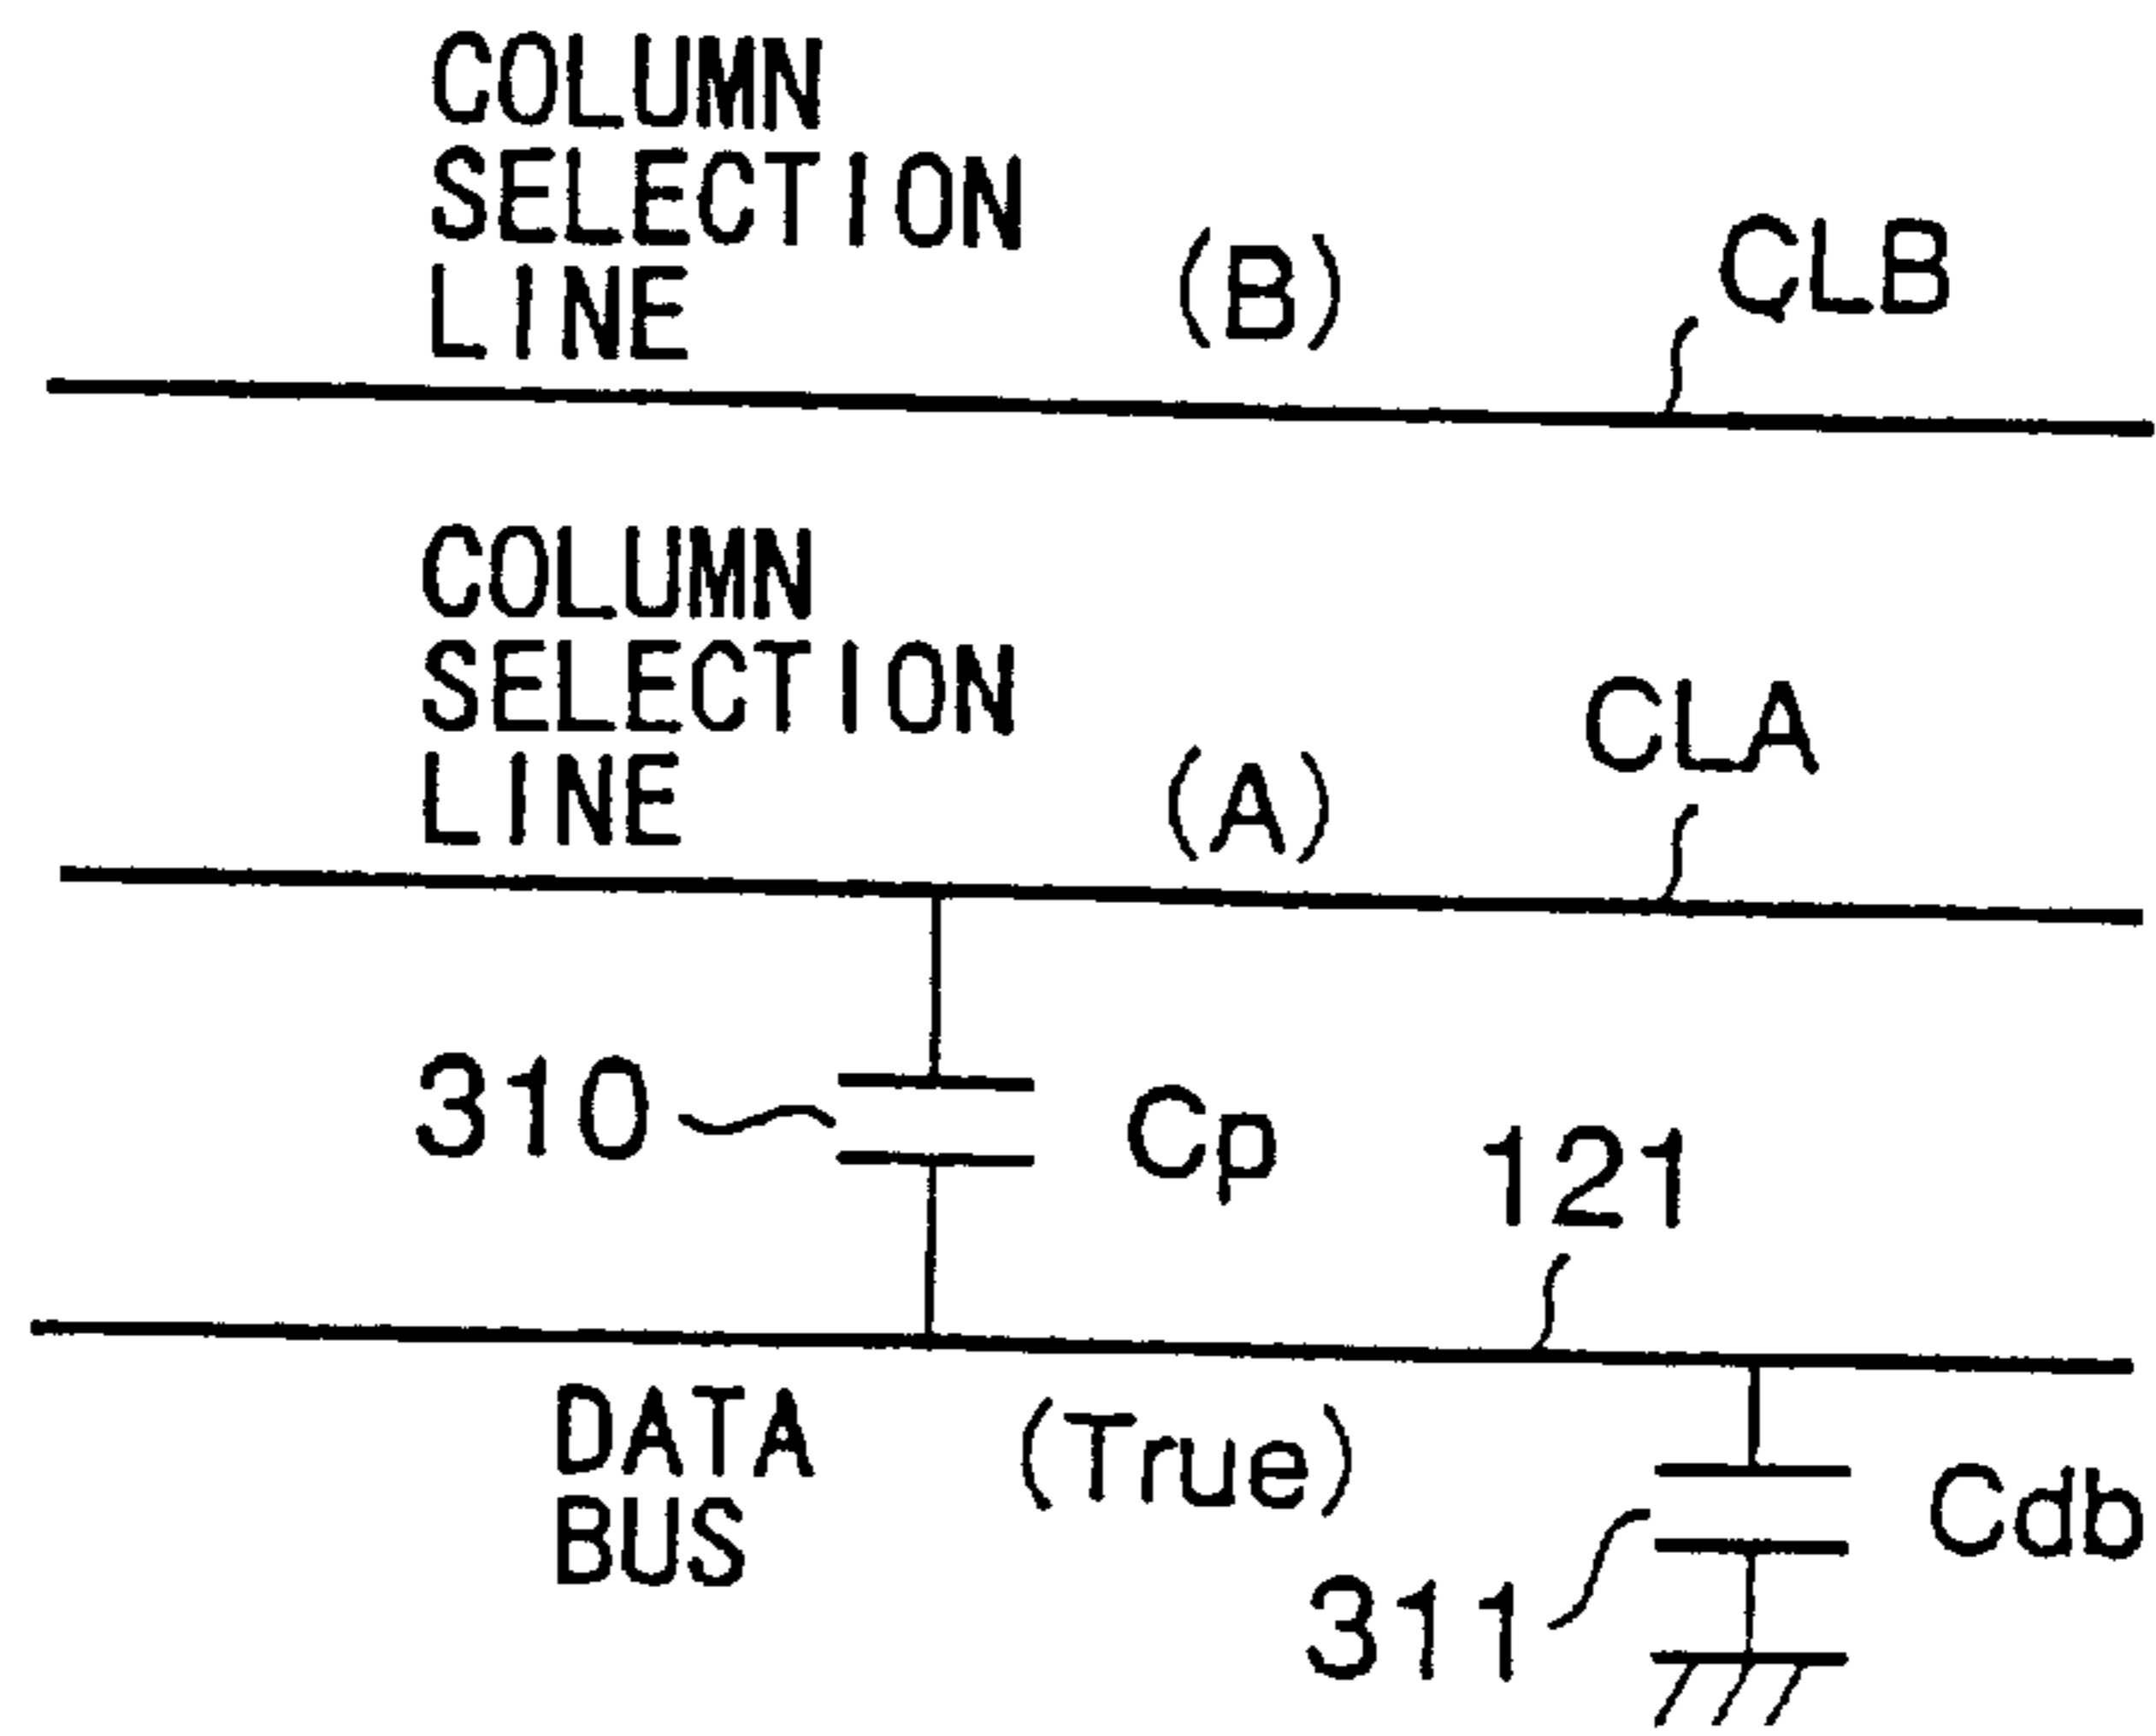 COLUMN
SELECTION
LINE (B) CLB
COLUMN
SELECTION
LINE (A) CLA
310 Cp 121
DATA
BUS (True)
Cdb
311